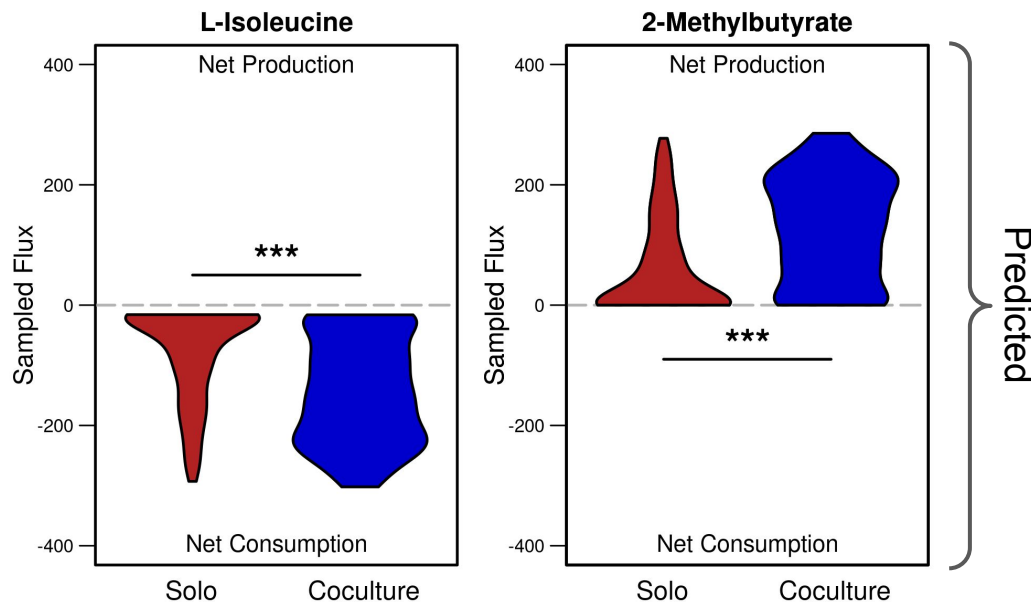 L-Isoleucine
400
Net Production
200
***
0
-200
-400
Net Consumption
Sampled Flux
Solo
Coculture
2-Methylbutyrate
400
Net Production
200
0
***
-200
-400
Net Consumption
Sampled Flux
Solo
Coculture
Predicted